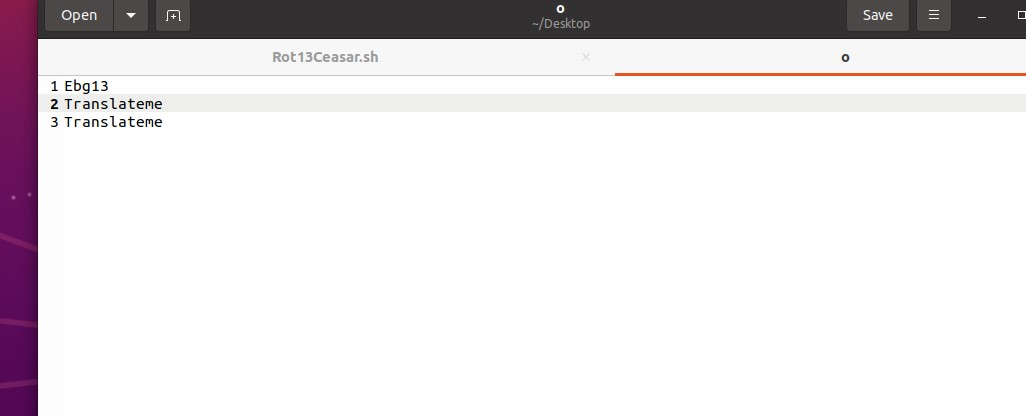 Open
o
~/Desktop
Save
Rot13Ceasar.sh
o
1 Ebg13
2 Translateme
3 Translateme